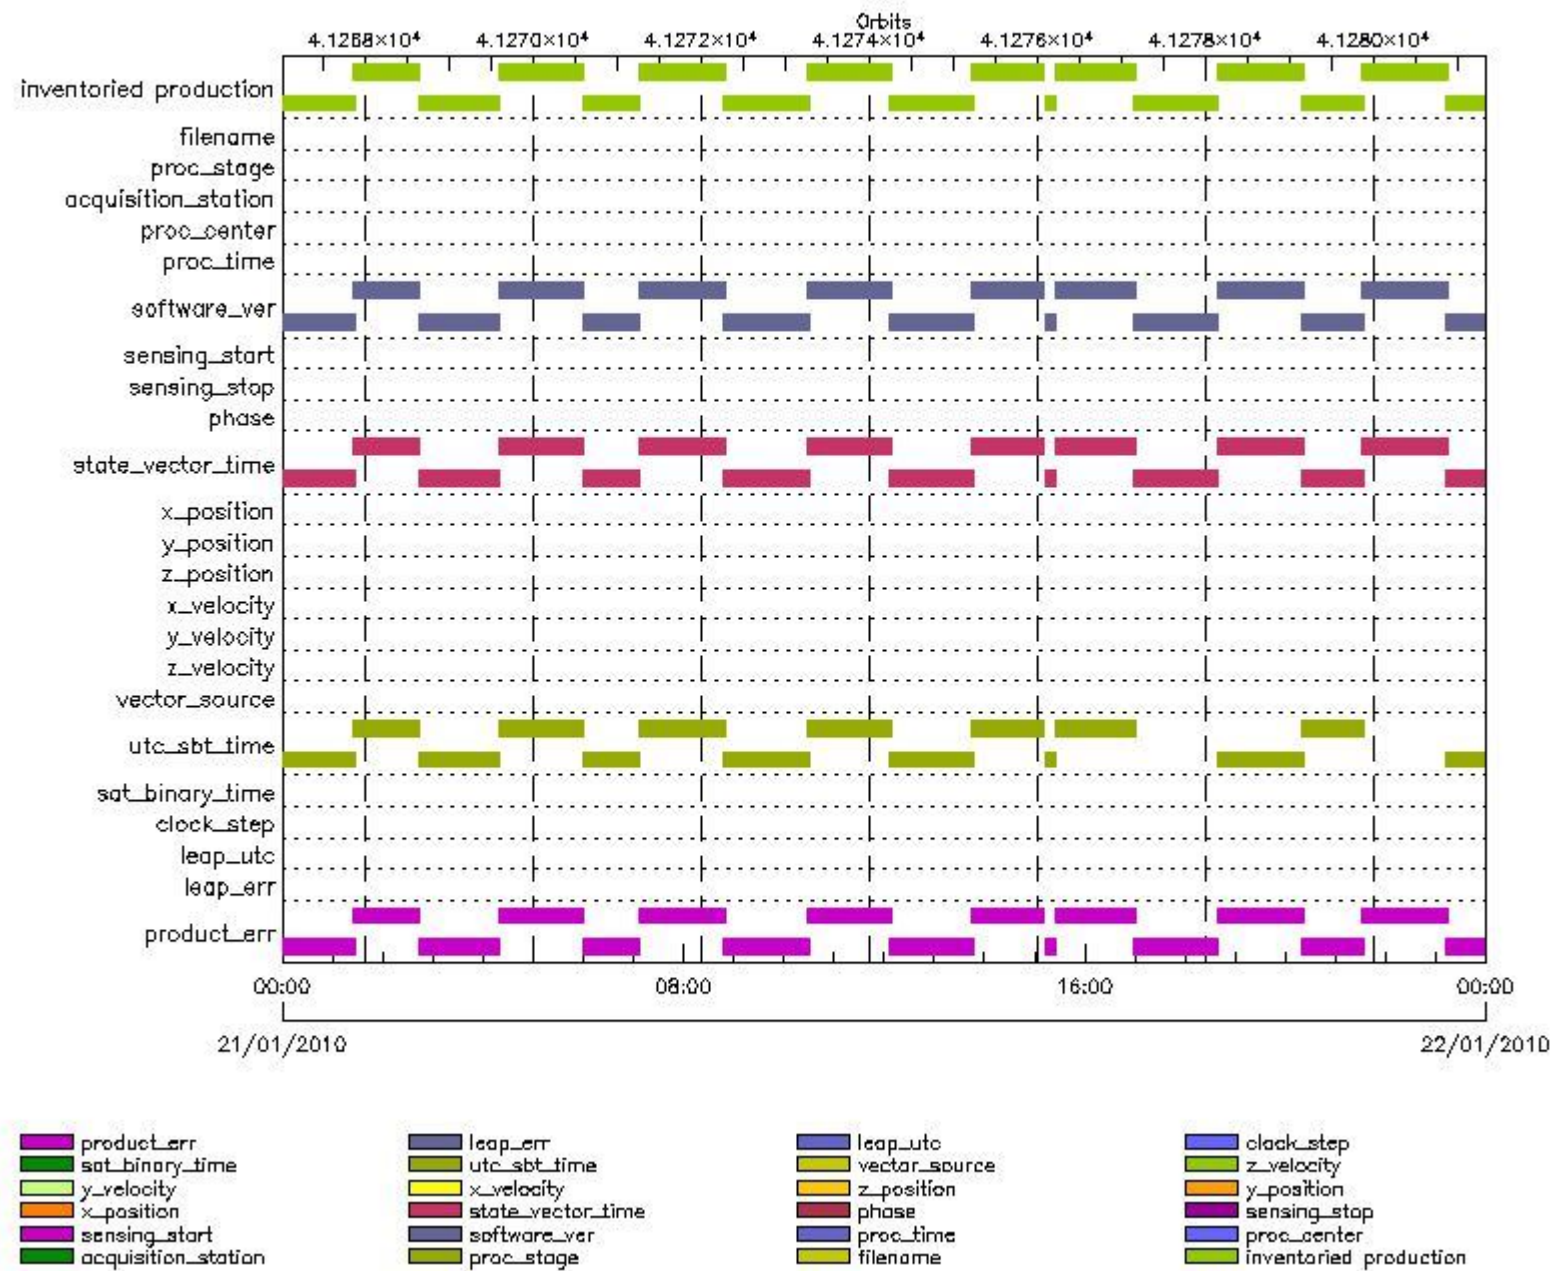 Orbits
4.1268×10⁴ 4.1270×10⁴ 4.1272×10⁴ 4.1274×10⁴ 4.1276×10⁴ 4.1278×10⁴ 4.1280×10⁴
inventoried production
filename
proc_stage
acquisition_station
proc_center
proc_time
software_ver
sensing_start
sensing_stop
phase
state_vector_time
x_position
y_position
z_position
x_velocity
y_velocity
z_velocity
vector_source
utc_sbt_time
sat_binary_time
clock_step
leap_utc
leap_err
product_err
00:00 08:00 16:00 00:00
21/01/2010 22/01/2010
product_err leap_err leap_utc clock_step
sat_binary_time utc_sbt_time vector_source z_velocity
y_velocity x_velocity z_position y_position
x_position state_vector_time phase sensing_stop
sensing_start software_ver proc_time proc_center
acquisition_station proc_stage filename inventoried production